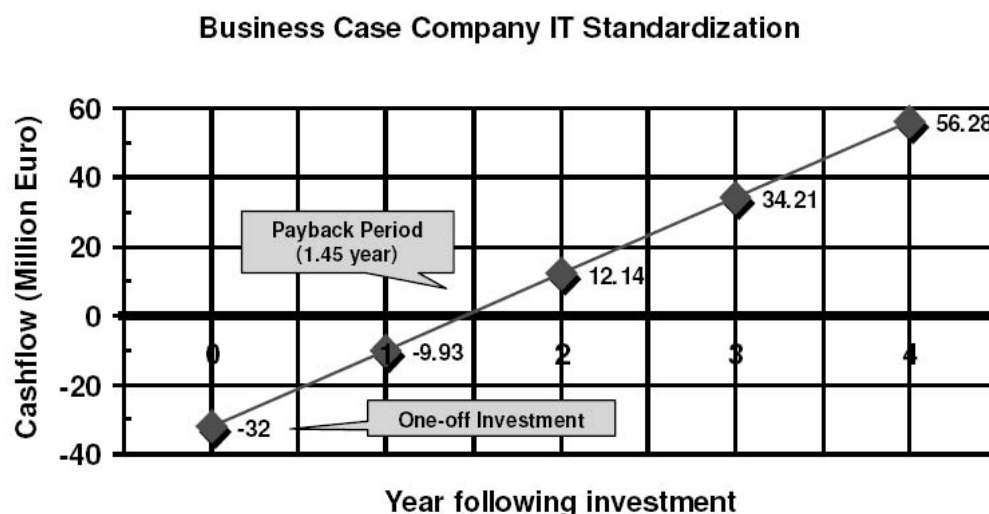 Business Case Company IT Standardization
Cashflow (Million Euro)
60
40
20
0
-20
-40
Payback Period
(1.45 year)
One-off Investment
-32
-9.93
12.14
34.21
56.28
0
1
2
3
4
Year following investment